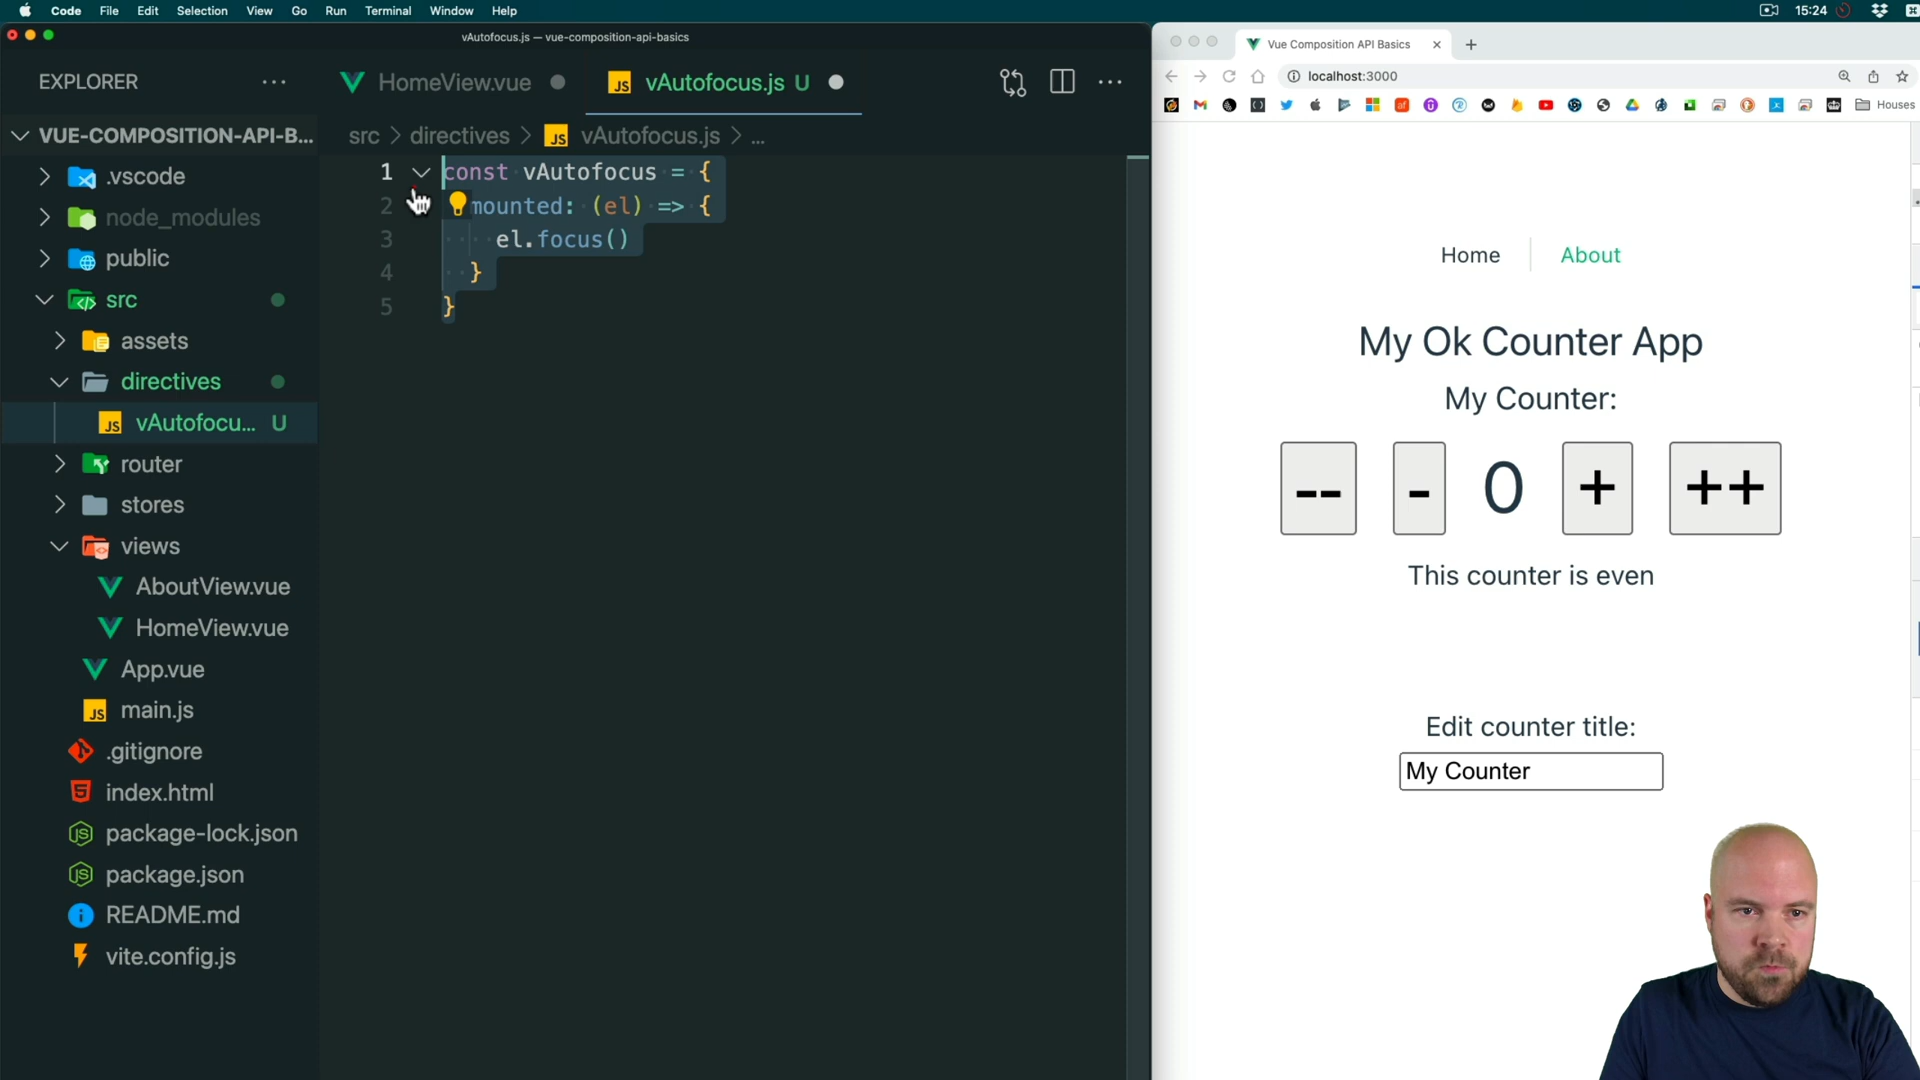 Code File Edit Selection View Go Run Terminal Window Help 15:24
vAutofocus.js — vue-composition-api-basics
EXPLORER
HomeView.vue
vAutofocus.js U
src > directives > JS vAutofocus.js > ...
VUE-COMPOSITION-API-B...
.vscode
node_modules
public
src
assets
directives
JS vAutofocu... U
router
stores
views
AboutView.vue
HomeView.vue
App.vue
JS main.js
.gitignore
index.html
package-lock.json
package.json
README.md
vite.config.js
1 const vAutofocus = {
2 mounted: (el) => {
3 el.focus()
4 }
5 }
Vue Composition API Basics
localhost:3000
Houses
Home About
My Ok Counter App
My Counter:
-- - 0 + ++
This counter is even
Edit counter title:
My Counter